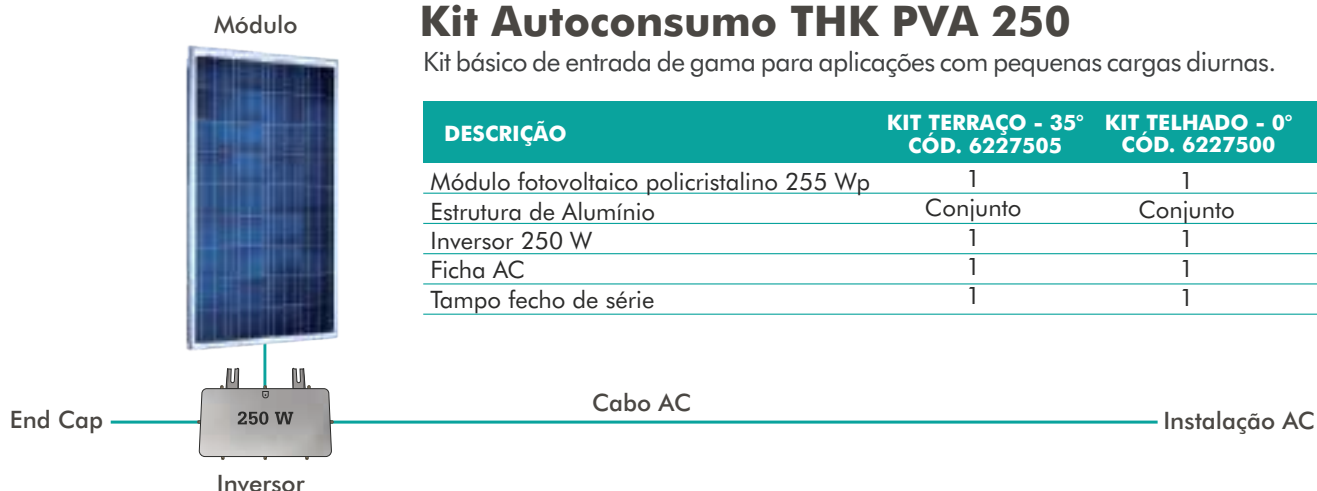 Módulo
Kit Autoconsumo THK PVA 250
Kit básico de entrada de gama para aplicações com pequenas cargas diurnas.
DESCRIÇÃO KIT TERRAÇO - 35° KIT TELHADO - 0°
CÓD. 6227505 CÓD. 6227500
Módulo fotovoltaico policristalino 255 Wp 1 1
Estrutura de Alumínio Conjunto Conjunto
Inversor 250 W 1 1
Ficha AC 1 1
Tampo fecho de série 1 1
End Cap 250 W Cabo AC Instalação AC
Inversor